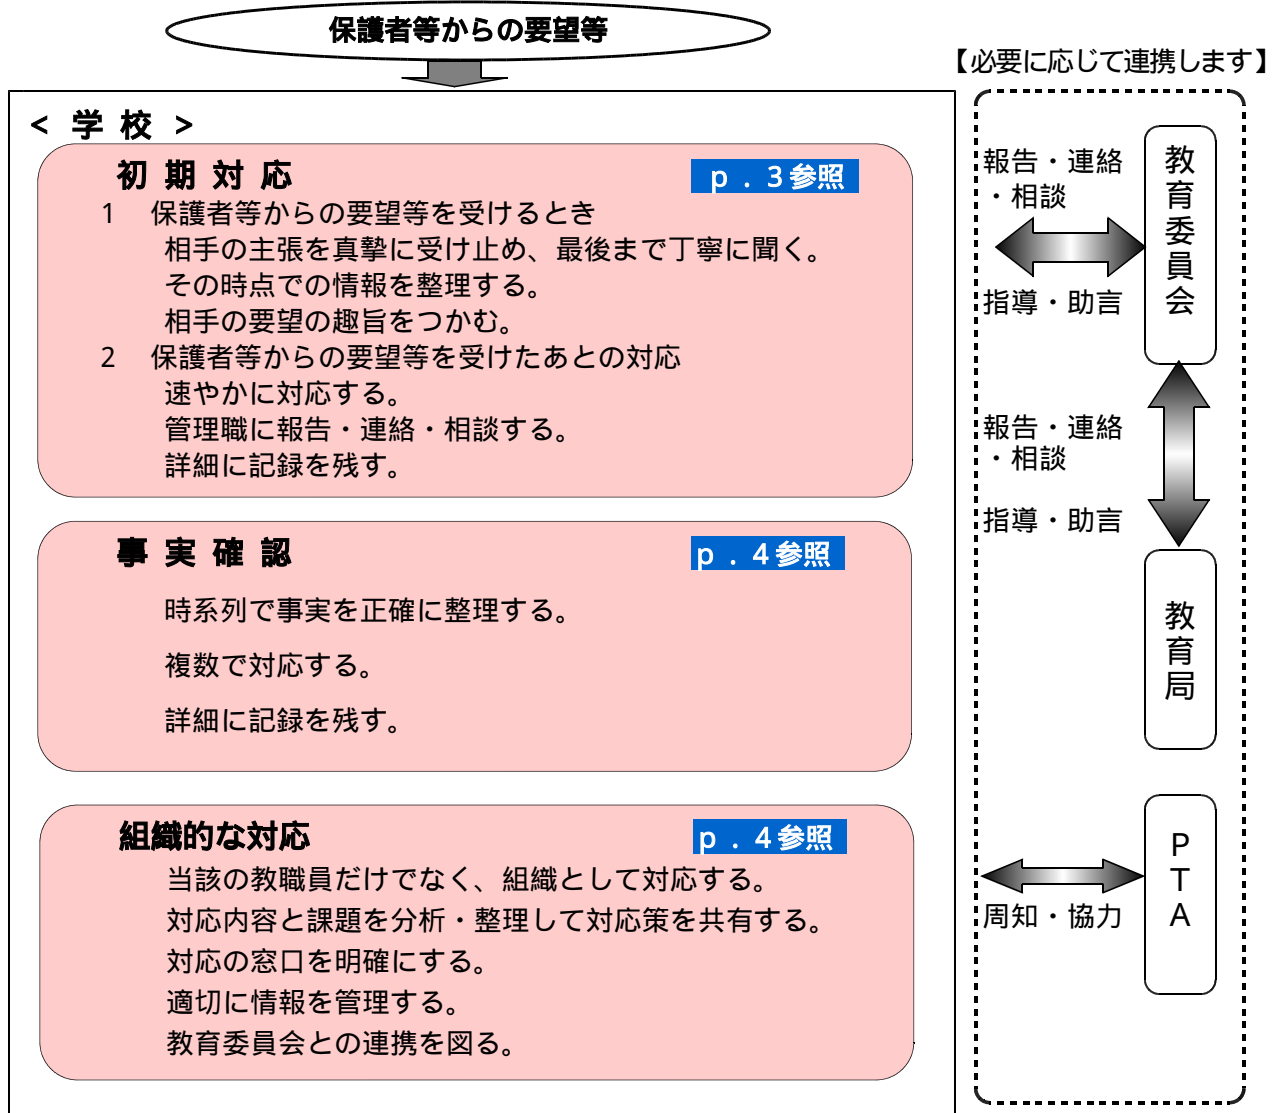 保護者等からの要望等
【必要に応じて連携します】
< 学 校 >
初 期 対 応
p . 3 参照
1 保護者等からの要望等を受けるとき
相手の主張を真摯に受け止め、最後まで丁寧に聞く。
その時点での情報を整理する。
相手の要望の趣旨をつかむ。
2 保護者等からの要望等を受けたあとの対応
速やかに対応する。
管理職に報告・連絡・相談する。
詳細に記録を残す。
事 実 確 認
p . 4 参照
時系列で事実を正確に整理する。
複数で対応する。
詳細に記録を残す。
組織的な対応
p . 4 参照
当該の教職員だけでなく、組織として対応する。
対応内容と課題を分析・整理して対応策を共有する。
対応の窓口を明確にする。
適切に情報を管理する。
教育委員会との連携を図る。
報告・連絡
・相談
指導・助言
教育委員会
報告・連絡
・相談
指導・助言
教育局
周知・協力
PTA